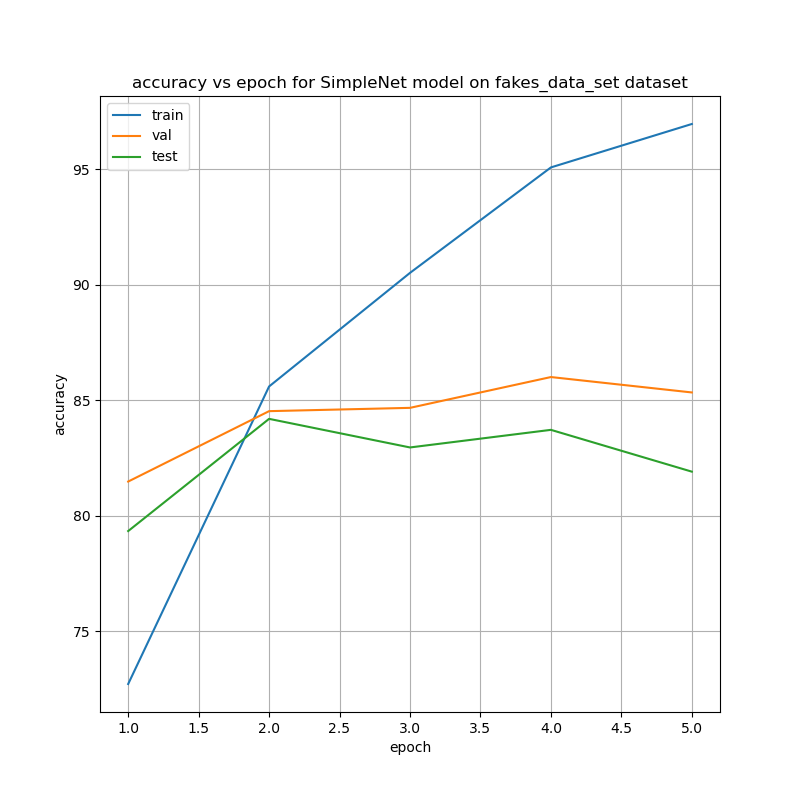 accuracy vs epoch for SimpleNet model on fakes_data_set dataset
train
val
test
95
90
85
80
75
accuracy
1.0 1.5 2.0 2.5 3.0 3.5 4.0 4.5 5.0
epoch